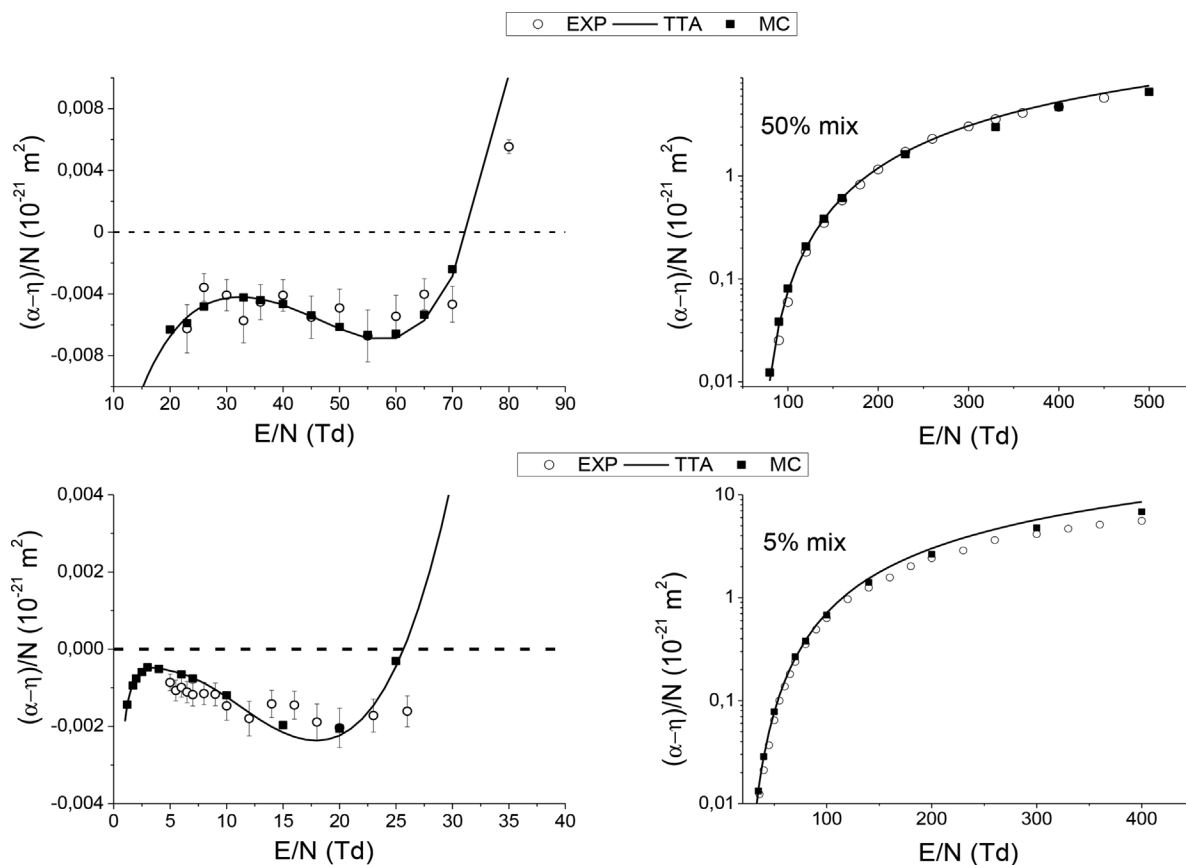 EXP TTA MC
(α−η)/N (10⁻²¹ m²)
0,008
0,004
0
-0,004
-0,008
10 20 30 40 50 60 70 80 90
E/N (Td)
50% mix
(α−η)/N (10⁻²¹ m²)
1
0,1
0,01
100 200 300 400 500
E/N (Td)
EXP TTA MC
(α−η)/N (10⁻²¹ m²)
0,004
0,002
0,000
-0,002
-0,004
0 5 10 15 20 25 30 35 40
E/N (Td)
5% mix
(α−η)/N (10⁻²¹ m²)
10
1
0,1
0,01
100 200 300 400
E/N (Td)